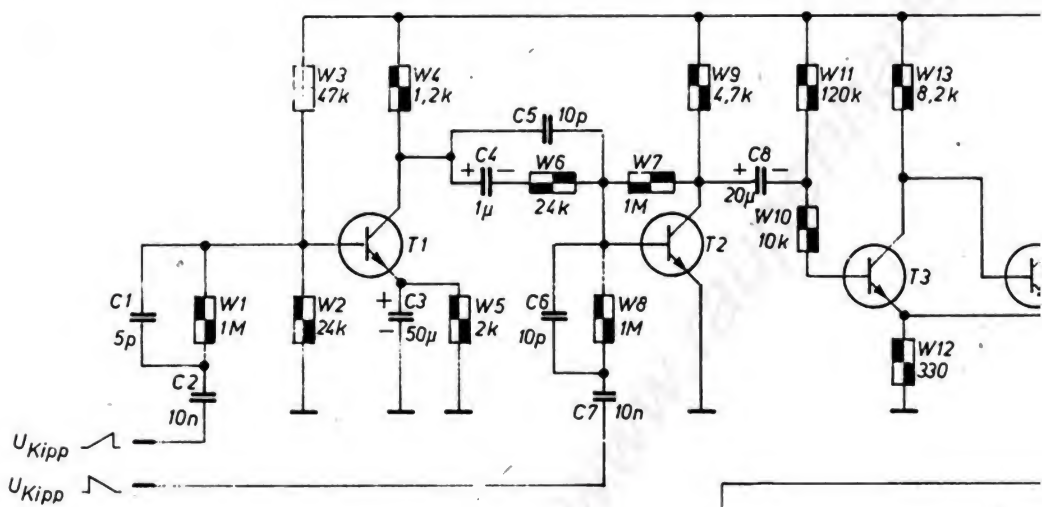 W3
47k
W4
1,2k
W9
4,7k
W11
120k
W13
8,2k
C5 10p
C4
+ −
1µ
W6
24k
W7
1M
C8
+ −
20µ
W10
10k
T1
T2
T3
C1
5p
W1
1M
W2
24k
+
−
C3
50µ
W5
2k
C6
10p
W8
1M
W12
330
C2
10n
C7 10n
U Kipp
U Kipp